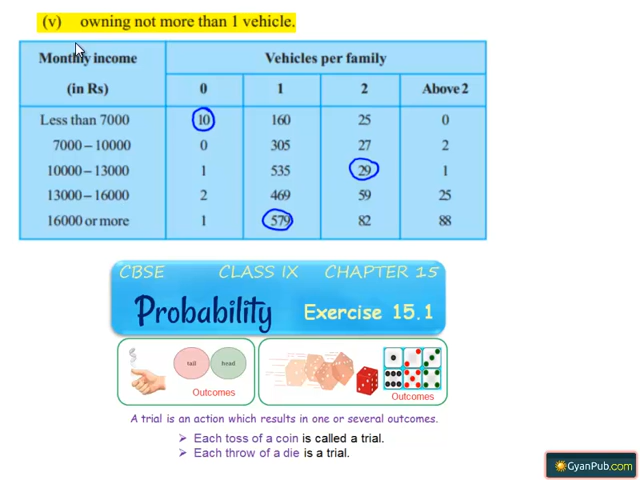 (v) owning not more than 1 vehicle.
Monthly income (in Rs) Vehicles per family
0 1 2 Above 2
Less than 7000 10 160 25 0
7000 – 10000 0 305 27 2
10000 – 13000 1 535 29 1
13000 – 16000 2 469 59 25
16000 or more 1 579 82 88
CBSE CLASS IX CHAPTER 15
Probability Exercise 15.1
tail head
Outcomes
Outcomes
A trial is an action which results in one or several outcomes.
➢ Each toss of a coin is called a trial.
➢ Each throw of a die is a trial.
GyanPub.com